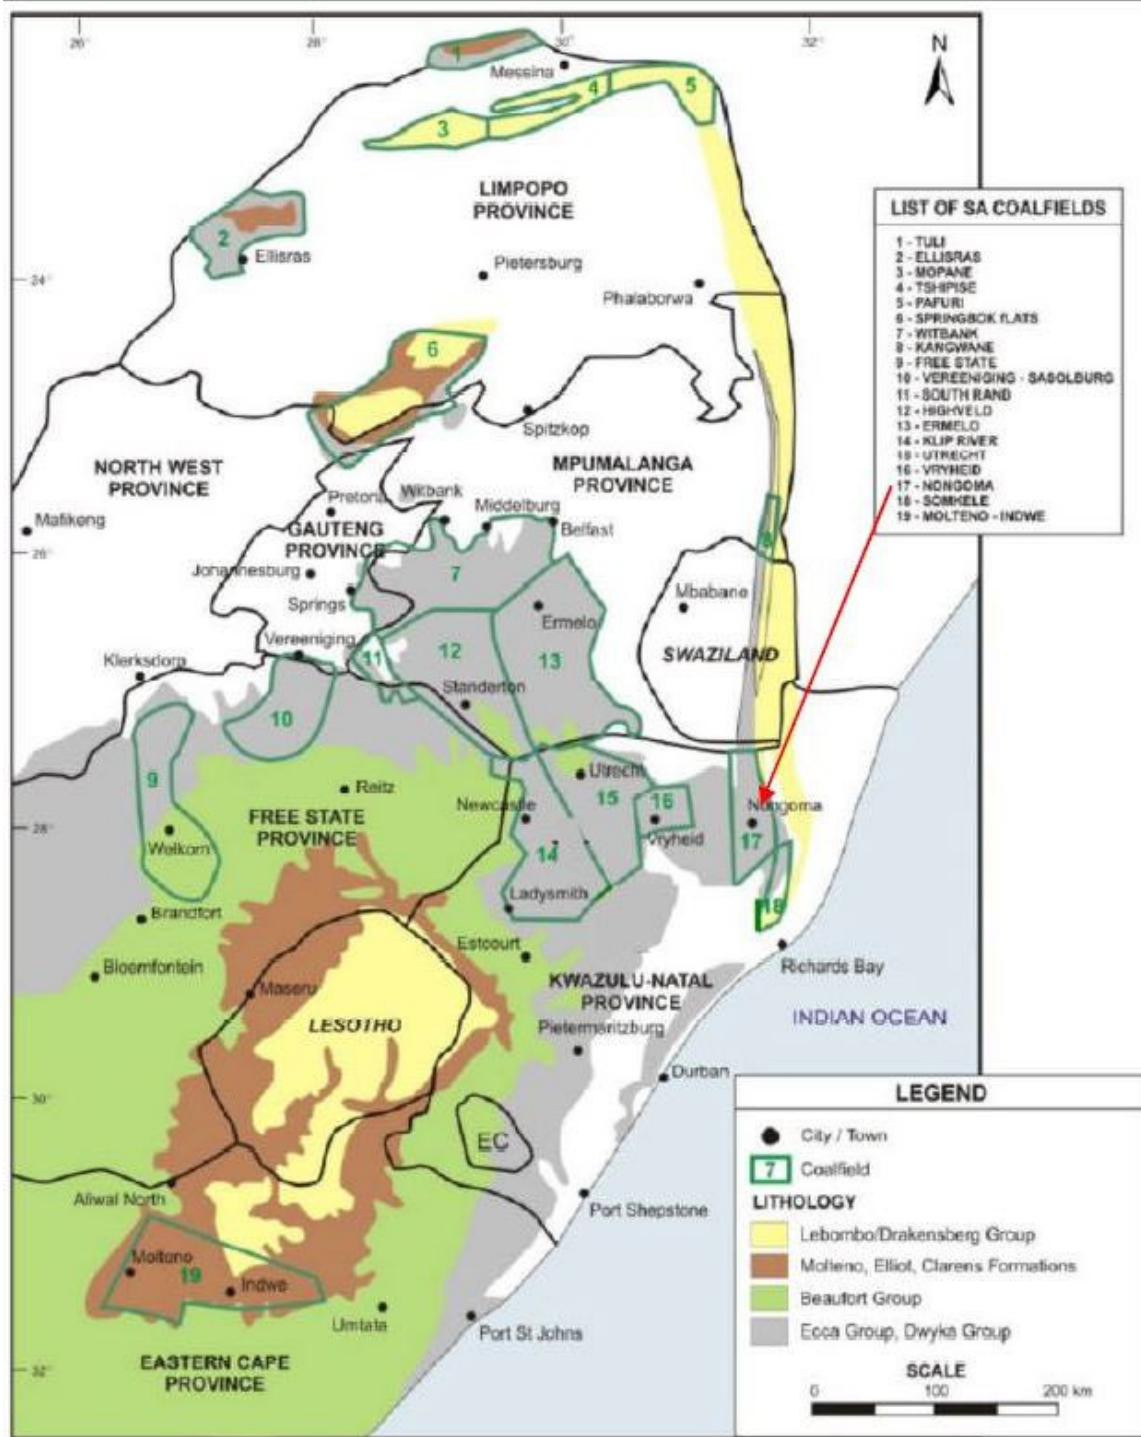 26°
28°
30°
32°
N
1
Messina
4
5
3
LIMPOPO
PROVINCE
LIST OF SA COALFIELDS
1 - TULI
2 - ELLISRAS
3 - MOPANE
4 - TSHIPISE
5 - PAFURI
6 - SPRINGBOK fLATS
7 - WITBANK
8 - KANGWANE
9 - FREE STATE
10 - VEREENIGING - SASOLBURG
11 - SOUTH RAND
12 - HIGHVELD
13 - ERMELO
14 - KLIP RIVER
15 - UTRECHT
16 - VRYHEID
17 - NONGOMA
18 - SOMKELE
19 - MOLTENO - INDWE
2
Ellisras
24°
Pietersburg
Phalaborwa
6
Spitzkop
NORTH WEST
PROVINCE
MPUMALANGA
PROVINCE
Pretoria
Witbank
Middelburg
Belfast
Mafikeng
GAUTENG
PROVINCE
26°
8
Johannesburg
7
Springs
Mbabane
Ermelo
Vereeniging
Klerksdorp
11
12
13
SWAZILAND
Standerton
10
9
Reitz
Utrecht
Newcastle
15
16
Nongoma
FREE STATE
PROVINCE
28°
Welkom
14
Vryheid
17
Ladysmith
18
Brandfort
Estcourt
Bloemfontein
Richards Bay
Maseru
KWAZULU-NATAL
PROVINCE
LESOTHO
INDIAN OCEAN
Pietermaritzburg
Durban
30°
EC
Aliwal North
Port Shepstone
Molteno
19
Indwe
Umtata
Port St Johns
EASTERN CAPE
PROVINCE
32°
LEGEND
City / Town
7
Coalfield
LITHOLOGY
Lebombo/Drakensberg Group
Molleno, Elliot, Clarens Formations
Beaufort Group
Ecca Group, Dwyka Group
SCALE
0
100
200 km